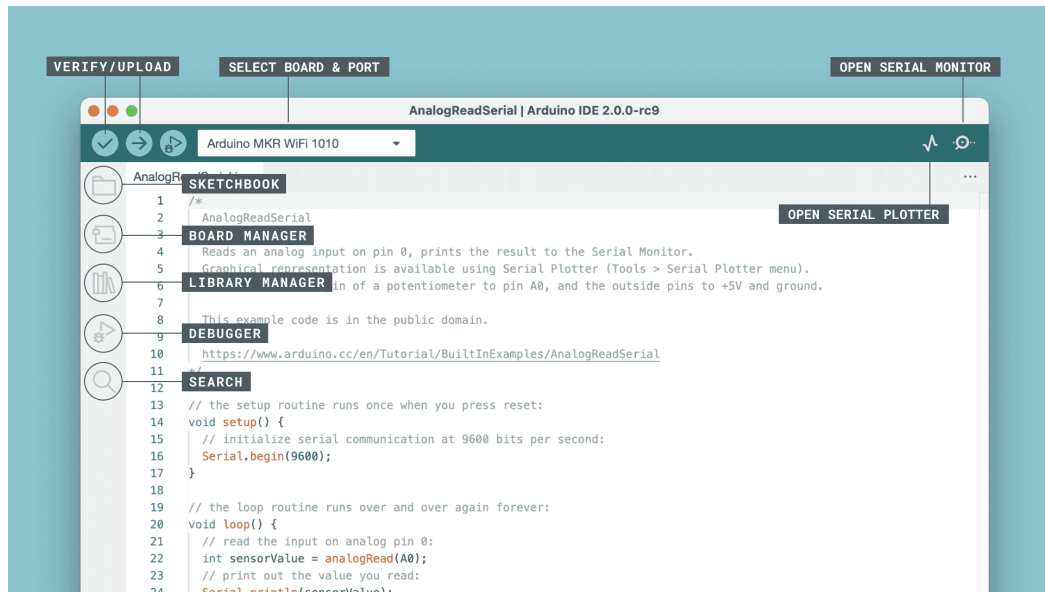 VERIFY/UPLOAD
SELECT BOARD & PORT
OPEN SERIAL MONITOR
AnalogReadSerial | Arduino IDE 2.0.0-rc9
Arduino MKR WiFi 1010
SKETCHBOOK
...
1 /*
OPEN SERIAL PLOTTER
2 AnalogReadSerial
3
BOARD MANAGER
4 Reads an analog input on pin 0, prints the result to the Serial Monitor.
5 Graphical representation is available using Serial Plotter (Tools > Serial Plotter menu).
LIBRARY MANAGER
6 of a potentiometer to pin A0, and the outside pins to +5V and ground.
7
8 This example code is in the public domain.
9
DEBUGGER
10 https://www.arduino.cc/en/Tutorial/BuiltInExamples/AnalogReadSerial
11 */
12
SEARCH
13 // the setup routine runs once when you press reset:
14 void setup() {
15 // initialize serial communication at 9600 bits per second:
16 Serial.begin(9600);
17 }
18
19 // the loop routine runs over and over again forever:
20 void loop() {
21 // read the input on analog pin 0:
22 int sensorValue = analogRead(A0);
23 // print out the value you read:
24 Serial.println(sensorValue);